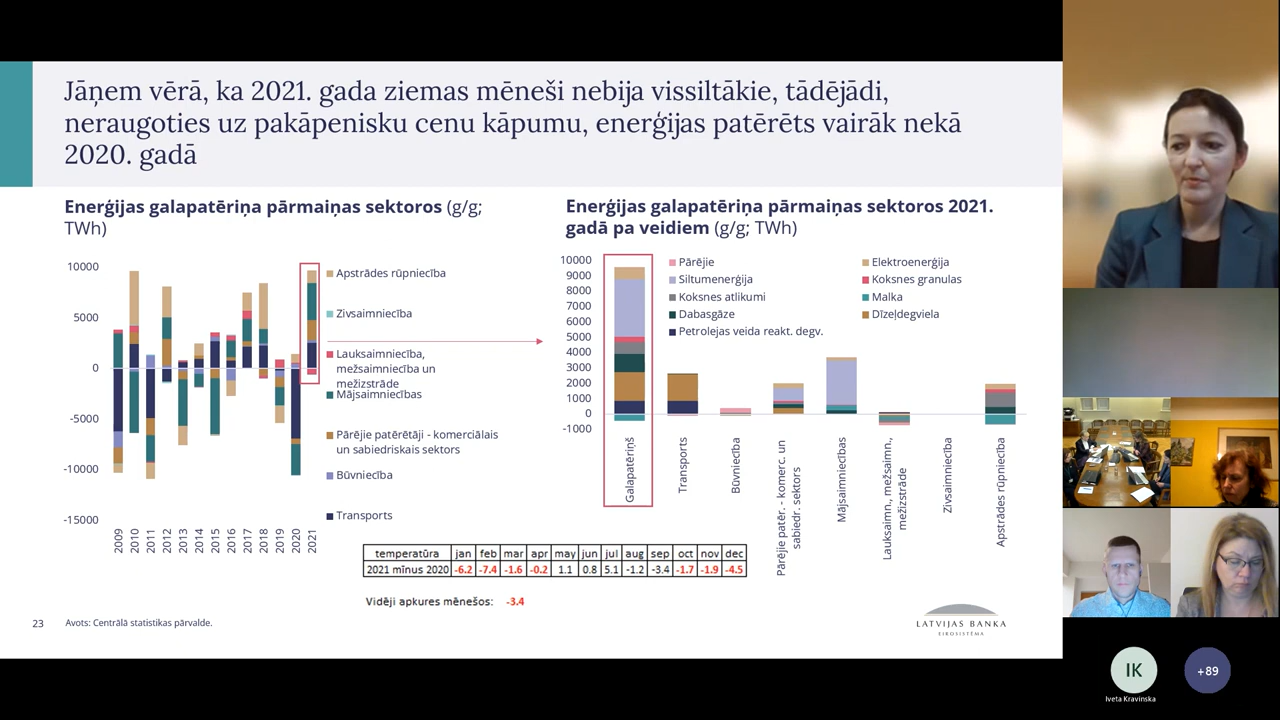 Jāņem vērā, ka 2021. gada ziemas mēneši nebija vissiltākie, tādējādi,
neraugoties uz pakāpenisku cenu kāpumu, enerģijas patērēts vairāk nekā
2020. gadā
Enerģijas galapatēriņa pārmaiņas sektoros (g/g;
TWh)
10000
5000
0
-5000
-10000
-15000
2009 2010 2011 2012 2013 2014 2015 2016 2017 2018 2019 2020 2021
Apstrādes rūpniecība
Zivsaimniecība
Lauksaimniecība,
mežsaimniecība un
mežizstrāde
Mājsaimniecības
Pārējie patērētāji - komerciālais
un sabiedriskais sektors
Būvniecība
Transports
Enerģijas galapatēriņa pārmaiņas sektoros 2021.
gadā pa veidiem (g/g; TWh)
10000
9000
8000
7000
6000
5000
4000
3000
2000
1000
0
-1000
Pārējie Elektroenerģija
Siltumenerģija Koksnes granulas
Koksnes atlikumi Malka
Dabasgāze Dīzeļdegviela
Petrolejas veida reakt. degv.
Galapatēriņš
Transports
Būvniecība
Pārējie patēr. - komerc. un
sabiedr. sektors
Mājsaimniecības
Lauksaimn., mežsaimn.,
mežizstrāde
Zivsaimniecība
Apstrādes rūpniecība
temperatūra jan feb mar apr may jun jul aug sep oct nov dec
2021 mīnus 2020 -6.2 -7.4 -1.6 -0.2 1.1 0.8 5.1 -1.2 -3.4 -1.7 -1.9 -4.5
Vidēji apkures mēnešos: -3.4
23 Avots: Centrālā statistikas pārvalde.
LATVIJAS BANKA
EIROSISTĒMA
IK
+89
Iveta Kravinska